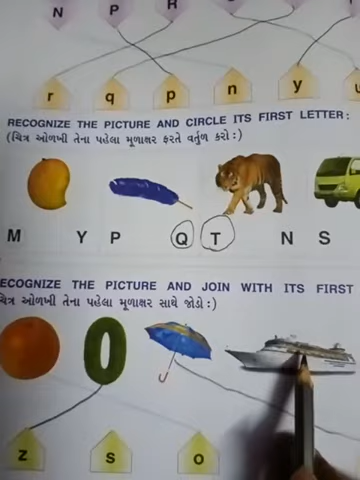 N P R
r q p n y u
RECOGNIZE THE PICTURE AND CIRCLE ITS FIRST LETTER:
(ચિત્ર ઓળખી તેના પહેલા મૂળાક્ષર ફરતે વર્તુળ કરો:)
M Y P Q T N S
ECOGNIZE THE PICTURE AND JOIN WITH ITS FIRST
ચિત્ર ઓળખી તેના પહેલા મૂળાક્ષર સાથે જોડો:)
z s o